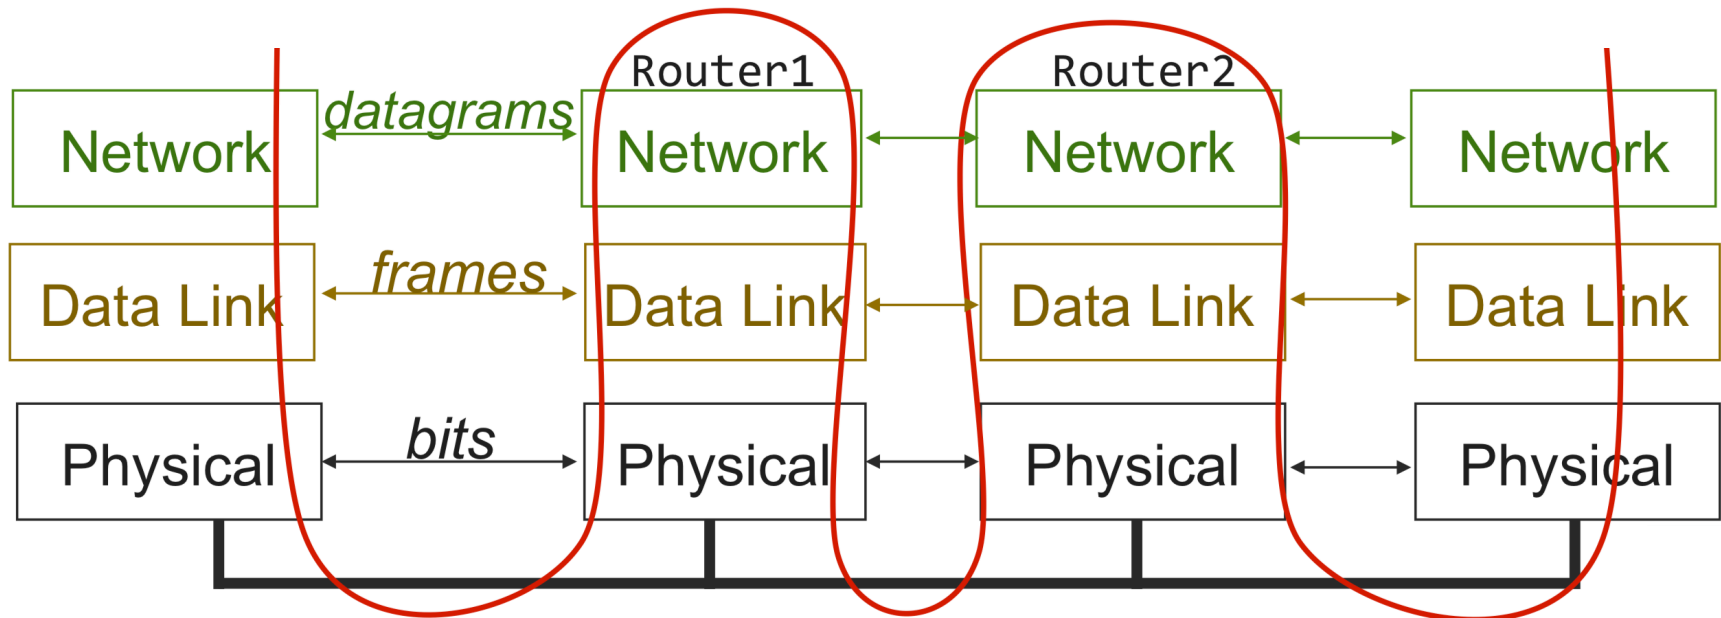 Router1 Router2
Network datagrams Network Network Network
Data Link frames Data Link Data Link Data Link
Physical bits Physical Physical Physical